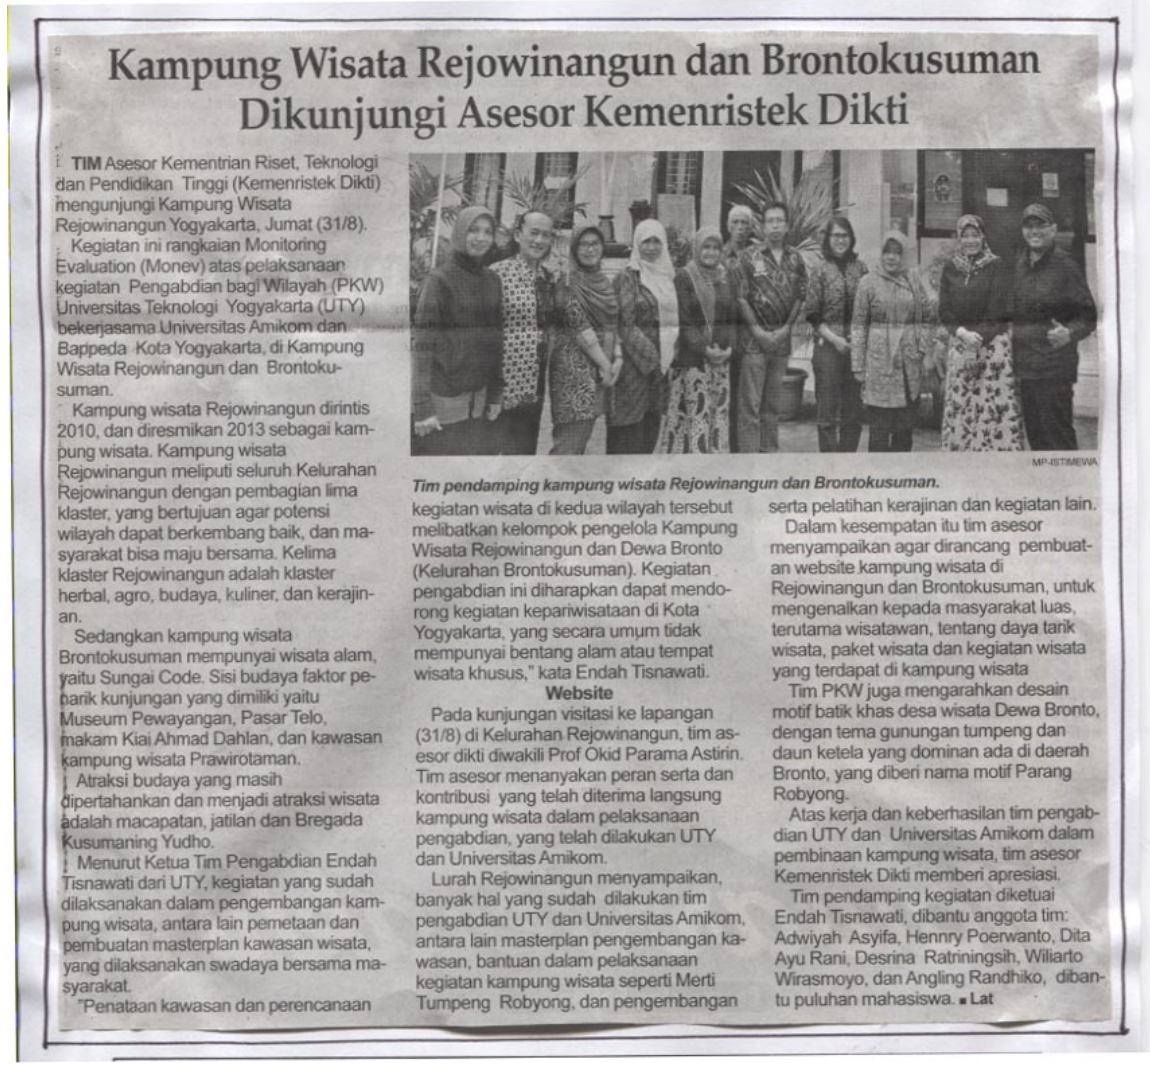 Kampung Wisata Rejowinangun dan Brontokusuman
Dikunjungi Asesor Kemenristek Dikti
TIM Asesor Kementrian Riset, Teknologi
dan Pendidikan Tinggi (Kemenristek Dikti)
mengunjungi Kampung Wisata
Rejowinangun Yogyakarta, Jumat (31/8).
Kegiatan ini rangkaian Monitoring
Evaluation (Monev) atas pelaksanaan
kegiatan Pengabdian bagi Wilayah (PKW)
Universitas Teknologi Yogyakarta (UTY)
bekerjasama Universitas Amikom dan
Bappeda Kota Yogyakarta, di Kampung
Wisata Rejowinangun dan Brontoku-
suman.
Kampung wisata Rejowinangun dirintis
2010, dan diresmikan 2013 sebagai kam-
pung wisata. Kampung wisata
Rejowinangun meliputi seluruh Kelurahan
Rejowinangun dengan pembagian lima
klaster, yang bertujuan agar potensi
wilayah dapat berkembang baik, dan ma-
syarakat bisa maju bersama. Kelima
klaster Rejowinangun adalah klaster
herbal, agro, budaya, kuliner, dan kerajin-
an.
Sedangkan kampung wisata
Brontokusuman mempunyai wisata alam,
yaitu Sungai Code. Sisi budaya faktor pe-
narik kunjungan yang dimiliki yaitu
Museum Pewayangan, Pasar Telo,
makam Kiai Ahmad Dahlan, dan kawasan
kampung wisata Prawirotaman.
Atraksi budaya yang masih
dipertahankan dan menjadi atraksi wisata
adalah macapatan, jatilan dan Bregada
Kusumaning Yudho.
Menurut Ketua Tim Pengabdian Endah
Tisnawati dari UTY, kegiatan yang sudah
dilaksanakan dalam pengembangan kam-
pung wisata, antara lain pemetaan dan
pembuatan masterplan kawasan wisata,
yang dilaksanakan swadaya bersama ma-
syarakat.
"Penataan kawasan dan perencanaan
MP-ISTIMEWA
Tim pendamping kampung wisata Rejowinangun dan Brontokusuman.
kegiatan wisata di kedua wilayah tersebut
melibatkan kelompok pengelola Kampung
Wisata Rejowinangun dan Dewa Bronto
(Kelurahan Brontokusuman). Kegiatan
pengabdian ini diharapkan dapat mendo-
rong kegiatan kepariwisataan di Kota
Yogyakarta, yang secara umum tidak
mempunyai bentang alam atau tempat
wisata khusus," kata Endah Tisnawati.
Website
Pada kunjungan visitasi ke lapangan
(31/8) di Kelurahan Rejowinangun, tim as-
esor dikti diwakili Prof Okid Parama Astirin.
Tim asesor menanyakan peran serta dan
kontribusi yang telah diterima langsung
kampung wisata dalam pelaksanaan
pengabdian, yang telah dilakukan UTY
dan Universitas Amikom.
Lurah Rejowinangun menyampaikan,
banyak hal yang sudah dilakukan tim
pengabdian UTY dan Universitas Amikom,
antara lain masterplan pengembangan ka-
wasan, bantuan dalam pelaksanaan
kegiatan kampung wisata seperti Merti
Tumpeng Robyong, dan pengembangan
serta pelatihan kerajinan dan kegiatan lain.
Dalam kesempatan itu tim asesor
menyampaikan agar dirancang pembuat-
an website kampung wisata di
Rejowinangun dan Brontokusuman, untuk
mengenalkan kepada masyarakat luas,
terutama wisatawan, tentang daya tarik
wisata, paket wisata dan kegiatan wisata
yang terdapat di kampung wisata
Tim PKW juga mengarahkan desain
motif batik khas desa wisata Dewa Bronto,
dengan tema gunungan tumpeng dan
daun ketela yang dominan ada di daerah
Bronto, yang diberi nama motif Parang
Robyong.
Atas kerja dan keberhasilan tim pengab-
dian UTY dan Universitas Amikom dalam
pembinaan kampung wisata, tim asesor
Kemenristek Dikti memberi apresiasi.
Tim pendamping kegiatan diketuai
Endah Tisnawati, dibantu anggota tim:
Adwiyah Asyifa, Hennry Poerwanto, Dita
Ayu Rani, Desrina Ratriningsih, Wiliarto
Wirasmoyo, dan Angling Randhiko, diban-
tu puluhan mahasiswa. ▪ Lat